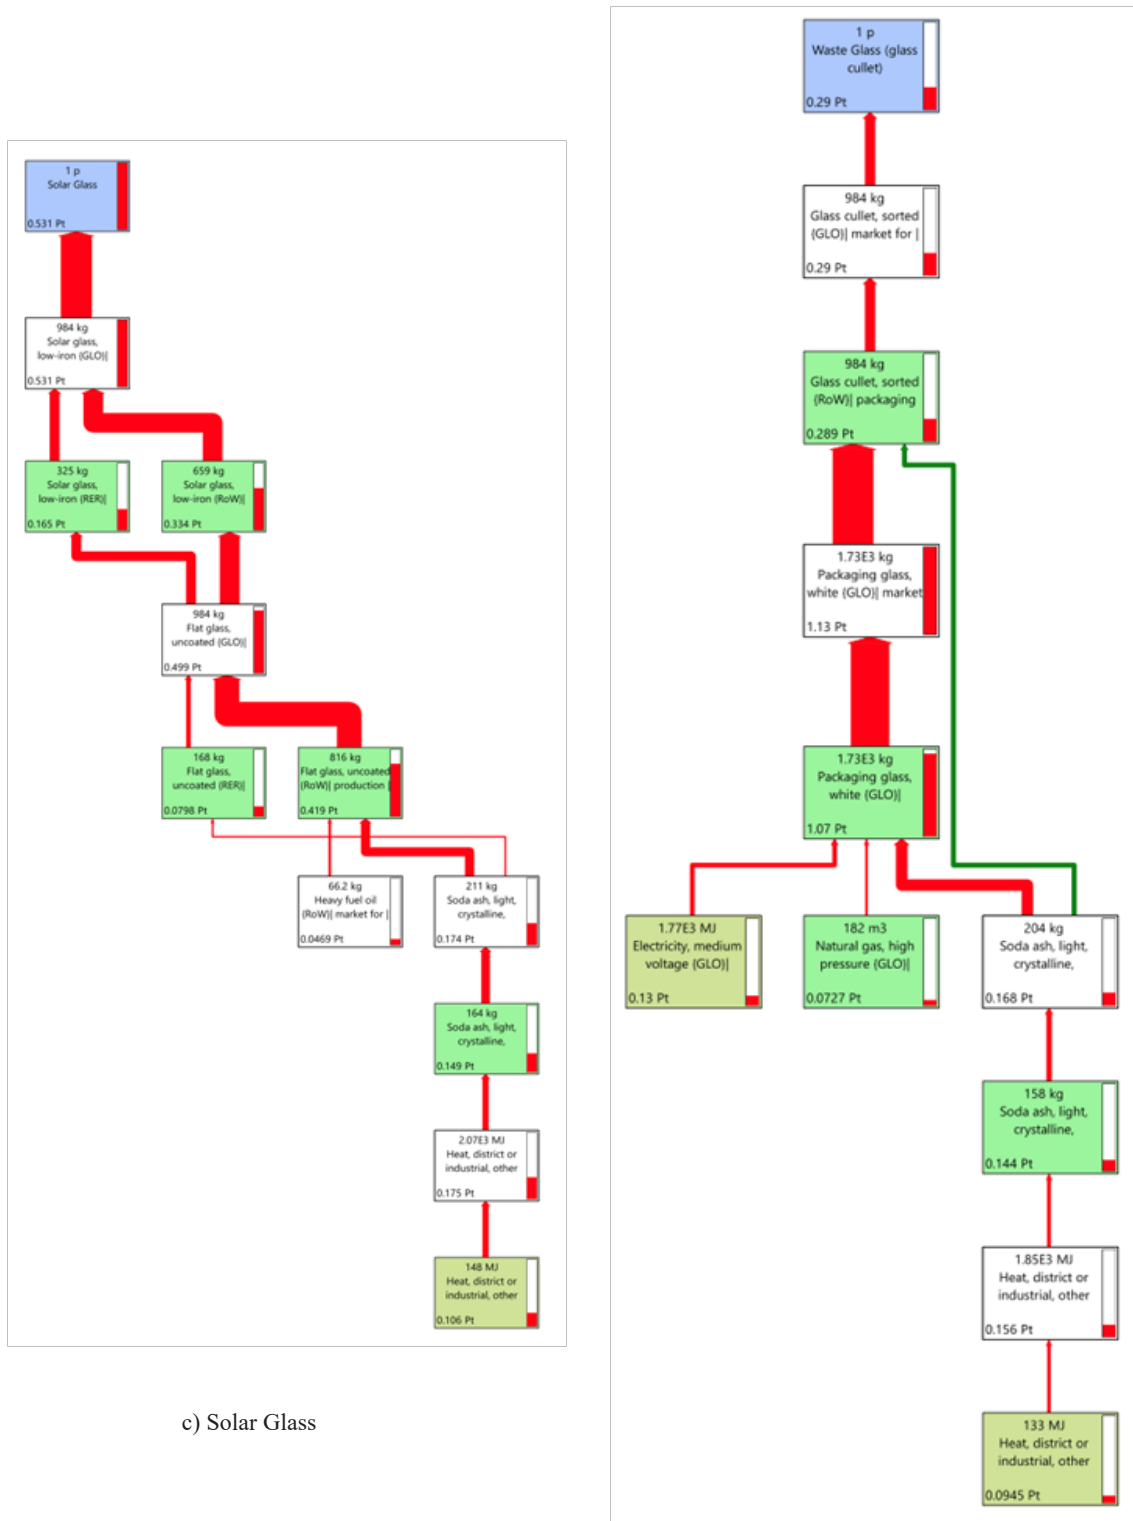 1 p
Solar Glass
0.531 Pt
984 kg
Solar glass,
low-iron {GLO}|
0.531 Pt
325 kg
Solar glass,
low-iron {RER}|
0.165 Pt
659 kg
Solar glass,
low-iron {RoW}|
0.334 Pt
984 kg
Flat glass,
uncoated {GLO}|
0.499 Pt
168 kg
Flat glass,
uncoated {RER}|
0.0798 Pt
816 kg
Flat glass, uncoated
{RoW}| production |
0.419 Pt
66.2 kg
Heavy fuel oil
{RoW}| market for |
0.0469 Pt
211 kg
Soda ash, light,
crystalline,
0.174 Pt
164 kg
Soda ash, light,
crystalline,
0.149 Pt
2.07E3 MJ
Heat, district or
industrial, other
0.175 Pt
148 MJ
Heat, district or
industrial, other
0.106 Pt
c) Solar Glass
1 p
Waste Glass (glass
cullet)
0.29 Pt
984 kg
Glass cullet, sorted
{GLO}| market for |
0.29 Pt
984 kg
Glass cullet, sorted
{RoW}| packaging
0.289 Pt
1.73E3 kg
Packaging glass,
white {GLO}| market
1.13 Pt
1.73E3 kg
Packaging glass,
white {GLO}|
1.07 Pt
1.77E3 MJ
Electricity, medium
voltage {GLO}|
0.13 Pt
182 m3
Natural gas, high
pressure {GLO}|
0.0727 Pt
204 kg
Soda ash, light,
crystalline,
0.168 Pt
158 kg
Soda ash, light,
crystalline,
0.144 Pt
1.85E3 MJ
Heat, district or
industrial, other
0.156 Pt
133 MJ
Heat, district or
industrial, other
0.0945 Pt